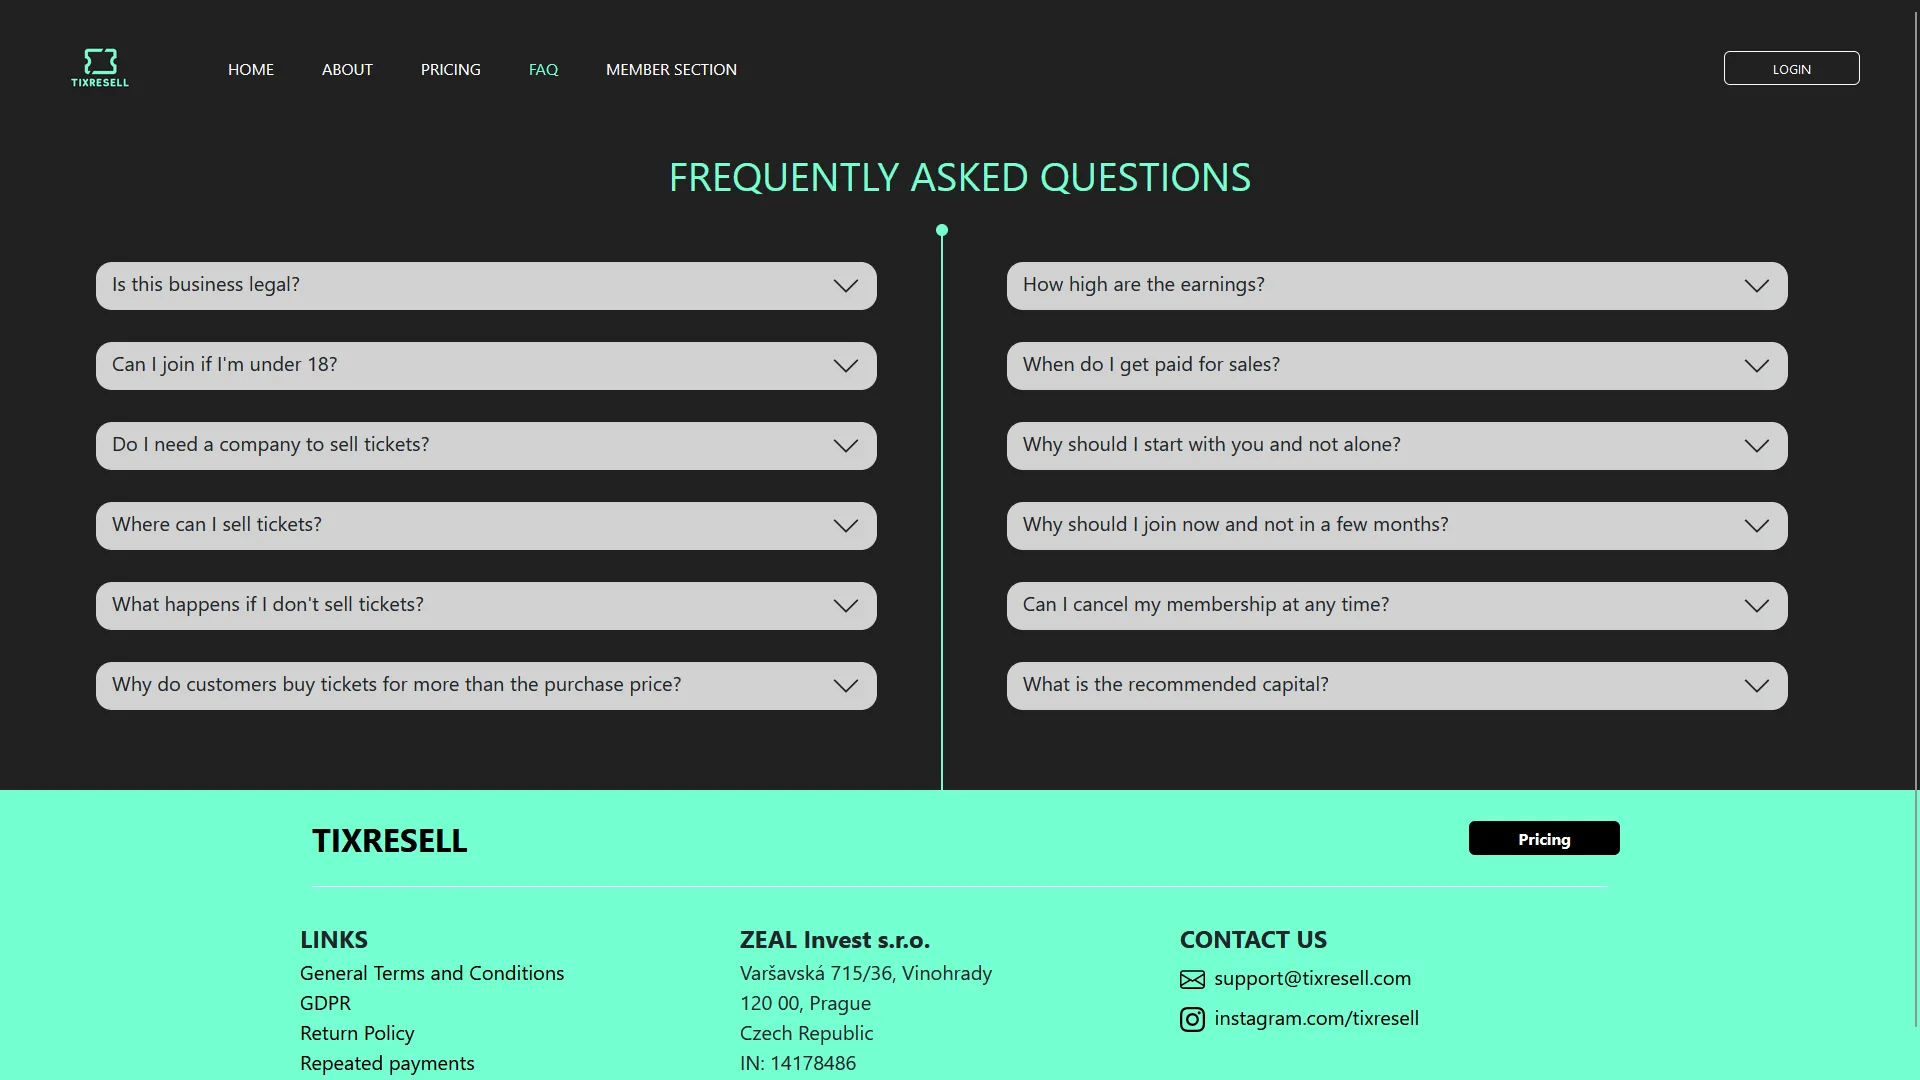 TIXRESELL
HOME
ABOUT
PRICING
FAQ
MEMBER SECTION
LOGIN
FREQUENTLY ASKED QUESTIONS
Is this business legal?
Can I join if I'm under 18?
Do I need a company to sell tickets?
Where can I sell tickets?
What happens if I don't sell tickets?
Why do customers buy tickets for more than the purchase price?
How high are the earnings?
When do I get paid for sales?
Why should I start with you and not alone?
Why should I join now and not in a few months?
Can I cancel my membership at any time?
What is the recommended capital?
TIXRESELL
Pricing
LINKS
General Terms and Conditions
GDPR
Return Policy
Repeated payments
ZEAL Invest s.r.o.
Varšavská 715/36, Vinohrady
120 00, Prague
Czech Republic
IN: 14178486
CONTACT US
support@tixresell.com
instagram.com/tixresell